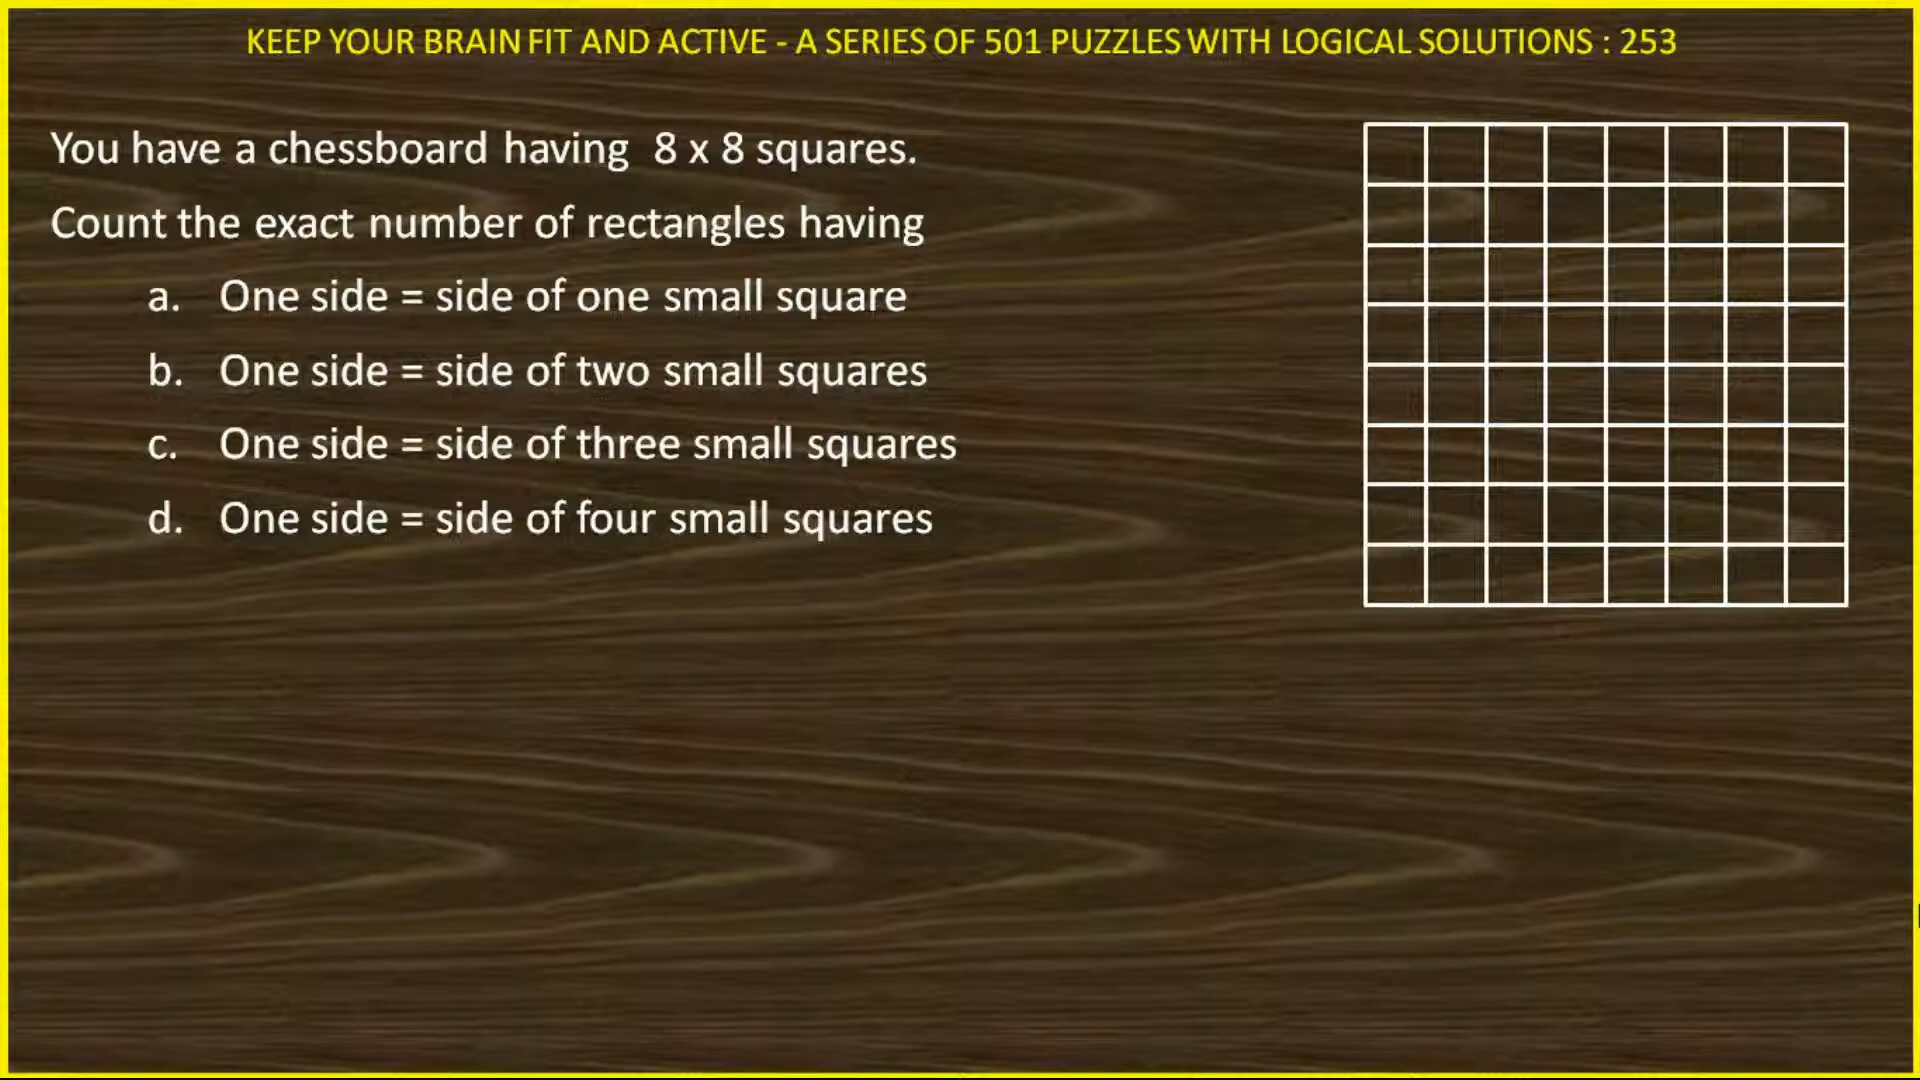 KEEP YOUR BRAIN FIT AND ACTIVE - A SERIES OF 501 PUZZLES WITH LOGICAL SOLUTIONS : 253
You have a chessboard having 8 x 8 squares.
Count the exact number of rectangles having
a. One side = side of one small square
b. One side = side of two small squares
c. One side = side of three small squares
d. One side = side of four small squares